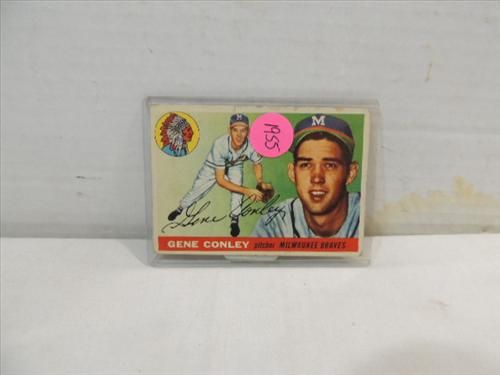 1955
M
Gene Conley
GENE CONLEY pitcher MILWAUKEE BRAVES